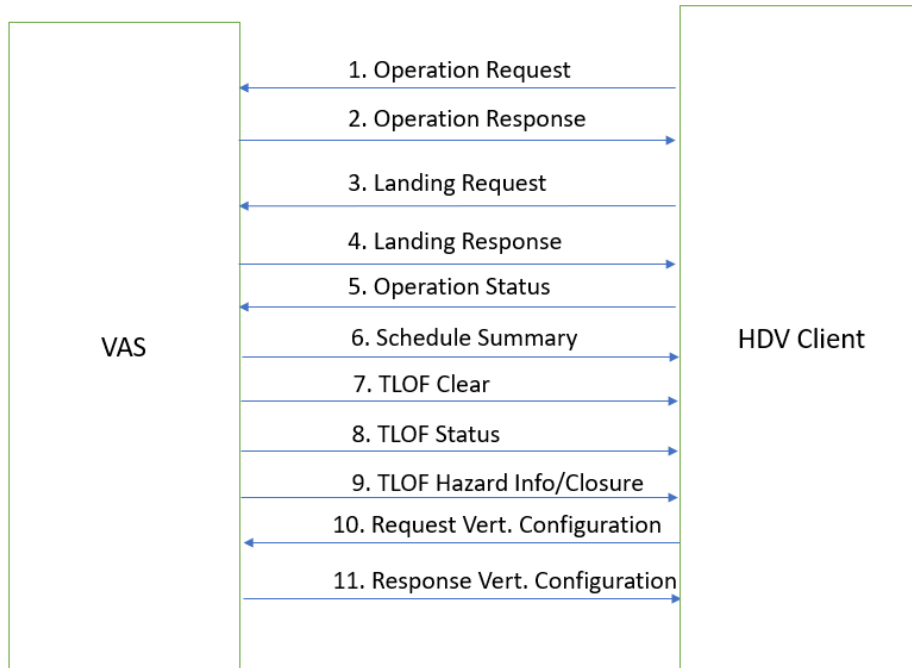 1. Operation Request
2. Operation Response
3. Landing Request
4. Landing Response
5. Operation Status
VAS
HDV Client
6. Schedule Summary
7. TLOF Clear
8. TLOF Status
9. TLOF Hazard Info/Closure
10. Request Vert. Configuration
11. Response Vert. Configuration